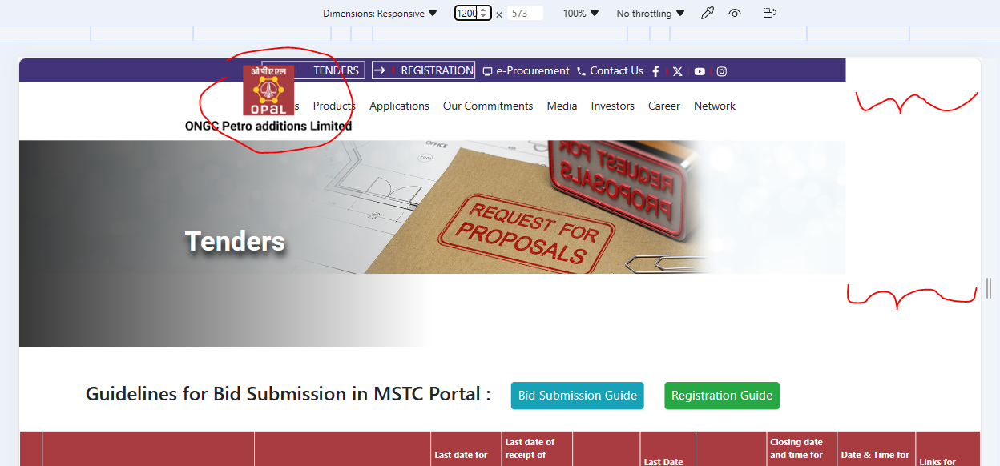 Dimensions: Responsive 1200 × 573 100% No throttling
TENDERS REGISTRATION e-Procurement Contact Us
ओ पी ए एल
OPaL
s Products Applications Our Commitments Media Investors Career Network
ONGC Petro additions Limited
OFFICE
REQUEST FOR
PROPOSALS
REQUEST FOR
PROPOSALS
Tenders
Guidelines for Bid Submission in MSTC Portal : Bid Submission Guide Registration Guide
Last date of Closing date
Last date for receipt of and time for Date & Time for
Last Date Links for